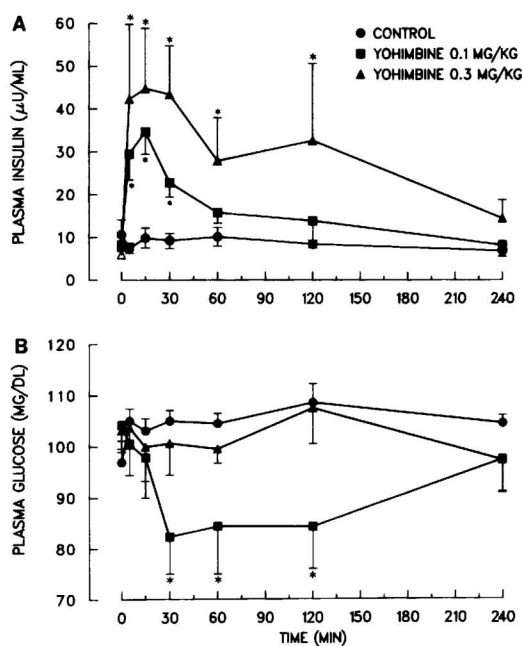 A
PLASMA INSULIN (µU/ML)
60
50
40
30
20
10
0
CONTROL
YOHIMBINE 0.1 MG/KG
YOHIMBINE 0.3 MG/KG
* * * * *
* * *
0 30 60 90 120 150 180 210 240
B
PLASMA GLUCOSE (MG/DL)
120
110
100
90
80
70
* * *
0 30 60 90 120 150 180 210 240
TIME (MIN)